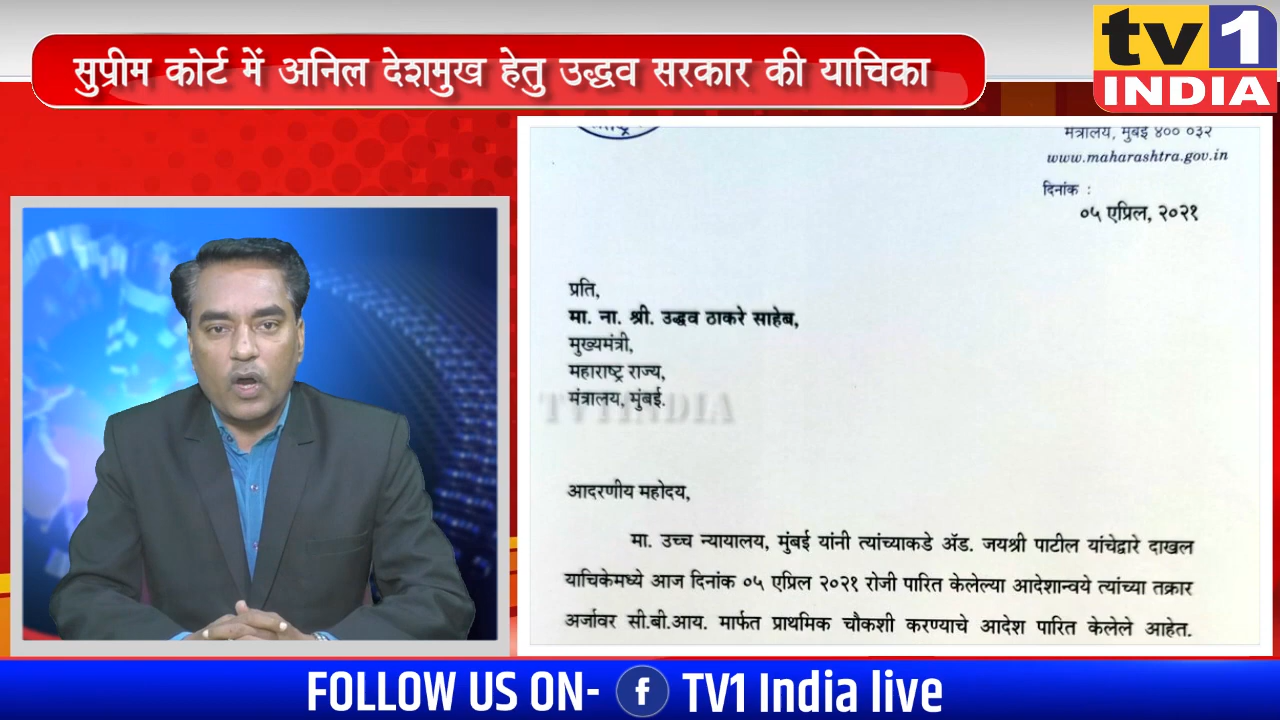 सुप्रीम कोर्ट में अनिल देशमुख हेतु उद्धव सरकार की याचिका
tv1
INDIA
मंत्रालय, मुंबई ४०० ०३२
www.maharashtra.gov.in
दिनांक :
०५ एप्रिल, २०२१
प्रति,
मा. ना. श्री. उद्धव ठाकरे साहेब,
मुख्यमंत्री,
महाराष्ट्र राज्य,
मंत्रालय, मुंबई.
TV1INDIA
आदरणीय महोदय,
मा. उच्च न्यायालय, मुंबई यांनी त्यांच्याकडे ॲड. जयश्री पाटील यांचेद्वारे दाखल
याचिकेमध्ये आज दिनांक ०५ एप्रिल २०२१ रोजी पारित केलेल्या आदेशान्वये त्यांच्या तक्रार
अर्जावर सी.बी.आय. मार्फत प्राथमिक चौकशी करण्याचे आदेश पारित केलेले आहेत.
FOLLOW US ON- f TV1 India live